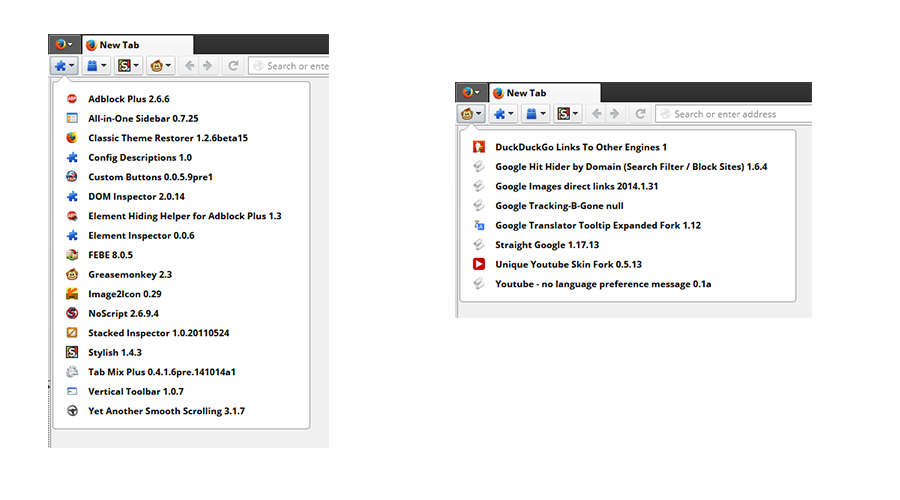 New Tab
Search or ente
Adblock Plus 2.6.6
All-in-One Sidebar 0.7.25
Classic Theme Restorer 1.2.6beta15
Config Descriptions 1.0
Custom Buttons 0.0.5.9pre1
DOM Inspector 2.0.14
Element Hiding Helper for Adblock Plus 1.3
Element Inspector 0.0.6
FEBE 8.0.5
Greasemonkey 2.3
Image2Icon 0.29
NoScript 2.6.9.4
Stacked Inspector 1.0.20110524
Stylish 1.4.3
Tab Mix Plus 0.4.1.6pre.141014a1
Vertical Toolbar 1.0.7
Yet Another Smooth Scrolling 3.1.7
New Tab
Search or enter address
DuckDuckGo Links To Other Engines 1
Google Hit Hider by Domain (Search Filter / Block Sites) 1.6.4
Google Images direct links 2014.1.31
Google Tracking-B-Gone null
Google Translator Tooltip Expanded Fork 1.12
Straight Google 1.17.13
Unique Youtube Skin Fork 0.5.13
Youtube - no language preference message 0.1a